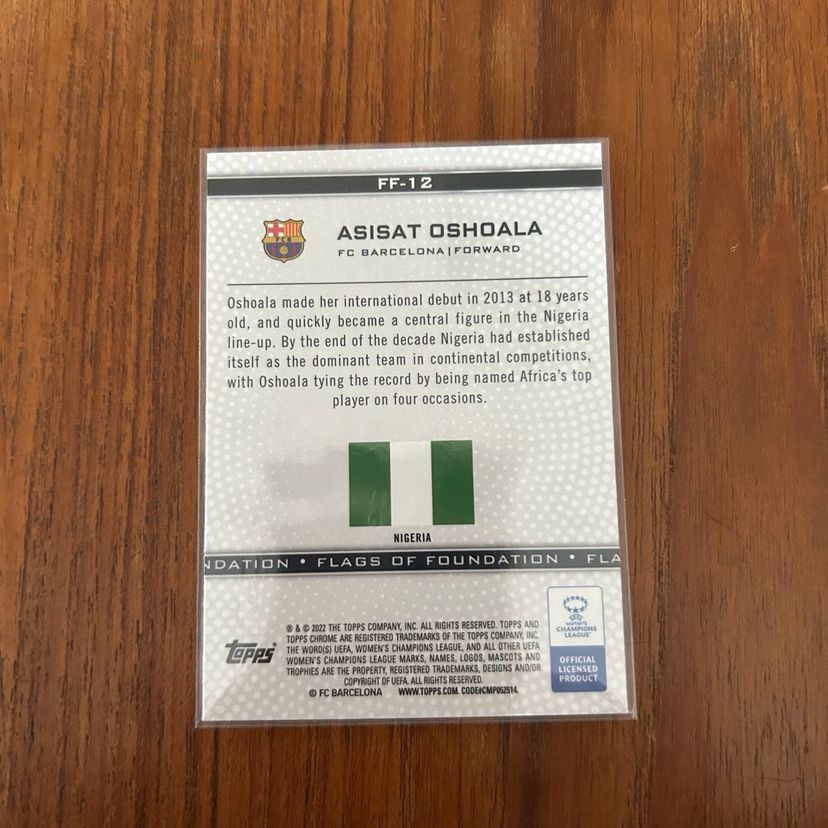 FF-12
FCB
ASISAT OSHOALA
FC BARCELONA | FORWARD
Oshoala made her international debut in 2013 at 18 years
old, and quickly became a central figure in the Nigeria
line-up. By the end of the decade Nigeria had established
itself as the dominant team in continental competitions,
with Oshoala tying the record by being named Africa's top
player on four occasions.
NIGERIA
NDATION • FLAGS OF FOUNDATION • FLA
® & © 2022 THE TOPPS COMPANY, INC. ALL RIGHTS RESERVED. TOPPS AND
TOPPS CHROME ARE REGISTERED TRADEMARKS OF THE TOPPS COMPANY, INC.
THE WORD(S) UEFA, WOMEN'S CHAMPIONS LEAGUE, AND ALL OTHER UEFA
WOMEN'S CHAMPIONS LEAGUE MARKS, NAMES, LOGOS, MASCOTS AND
TROPHIES ARE THE PROPERTY, REGISTERED TRADEMARKS, DESIGNS AND/OR
COPYRIGHT OF UEFA. ALL RIGHTS RESERVED.
© FC BARCELONA WWW.TOPPS.COM. CODE#CMP052514.
Topps
UEFA
WOMEN'S
CHAMPIONS
LEAGUE
OFFICIAL
LICENSED
PRODUCT